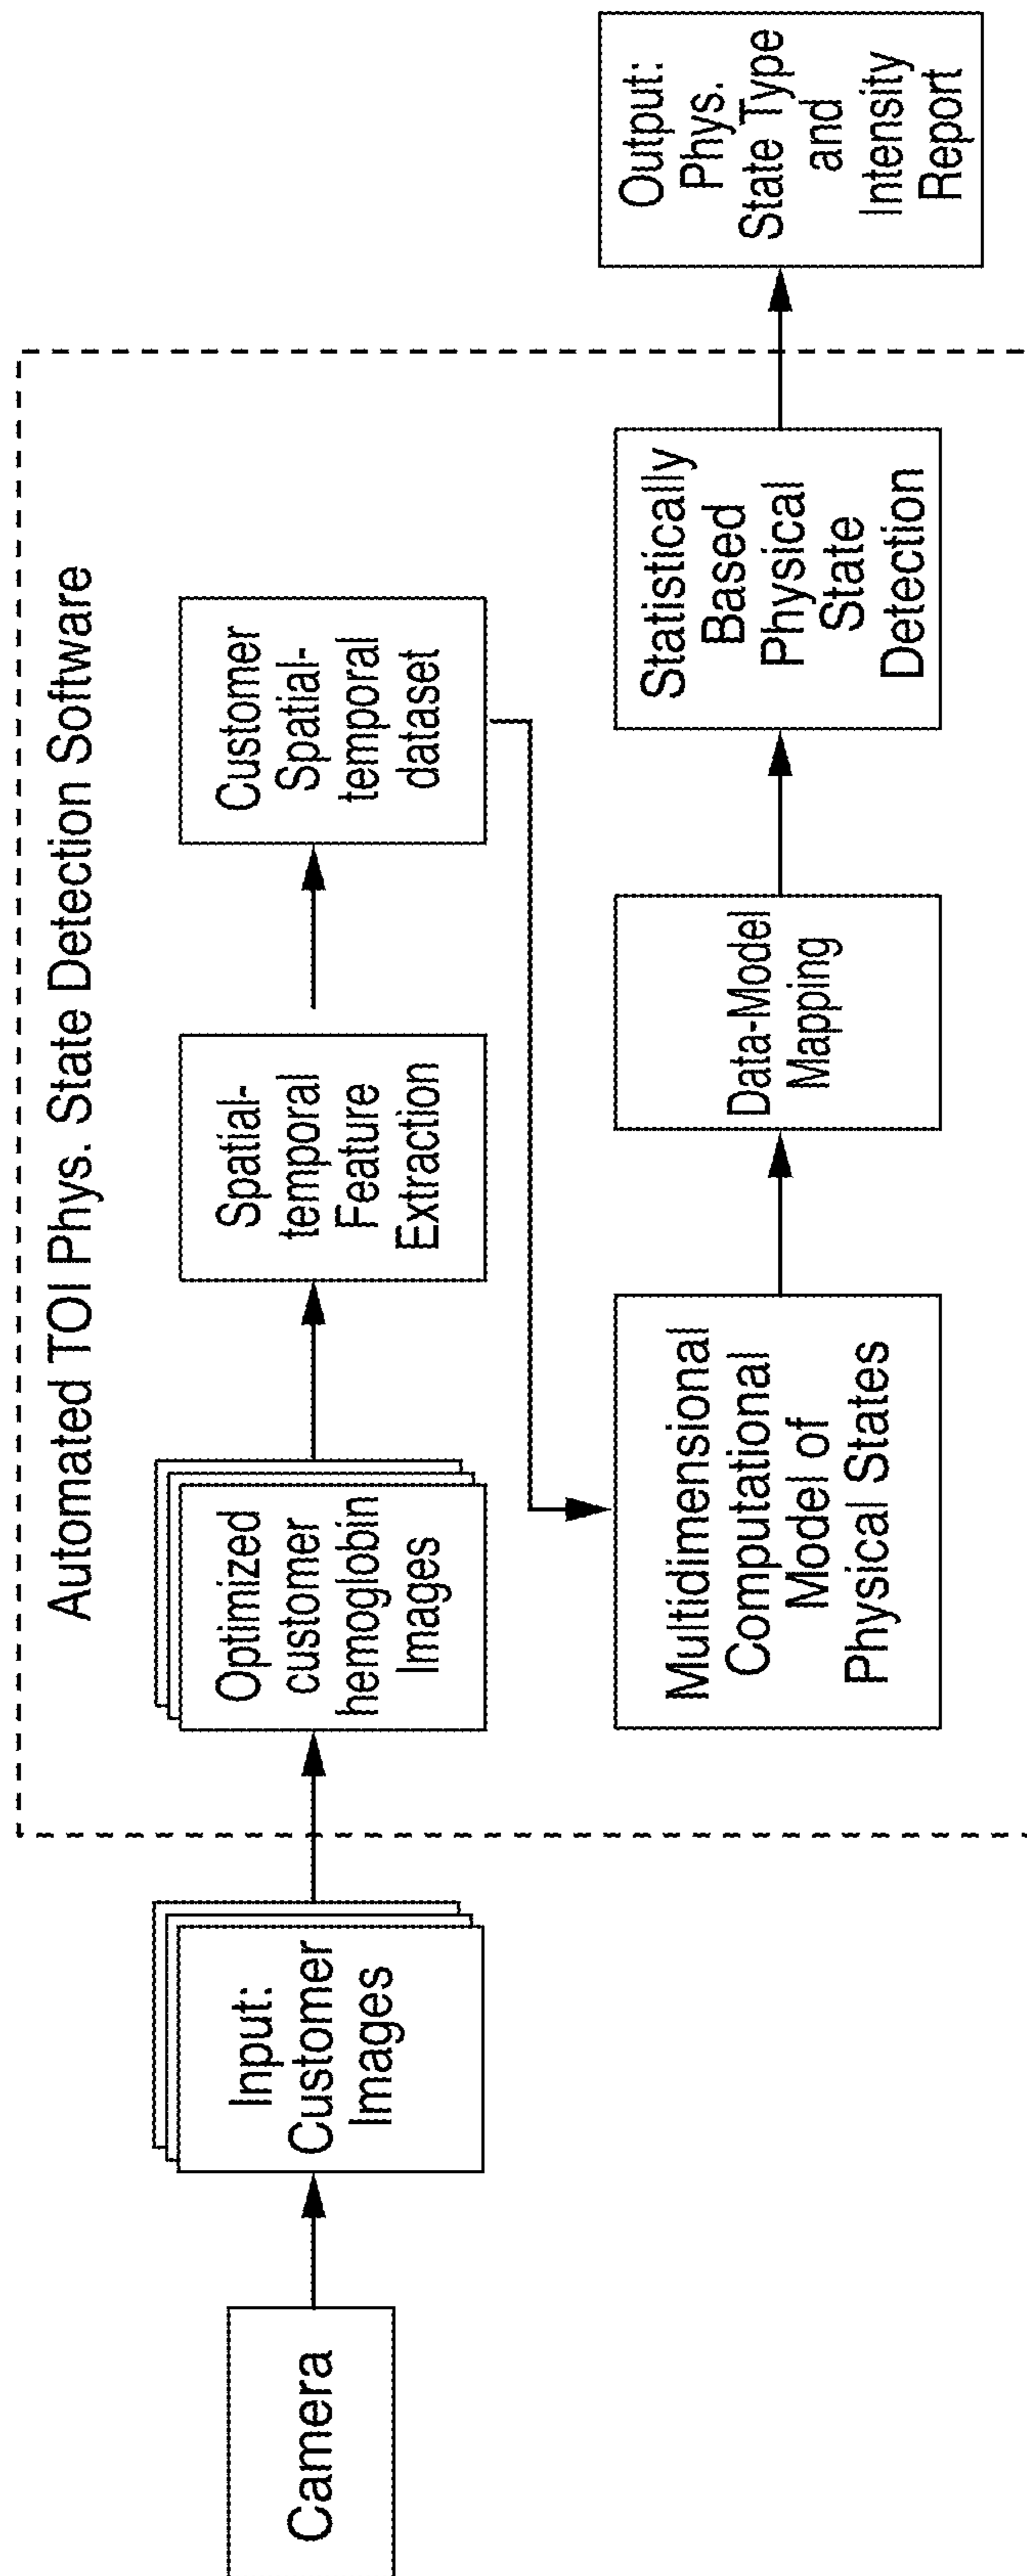 Automated TOI Phys. State Detection Software
Camera
Input:
Customer
Images
Optimized
customer
hemoglobin
Images
Spatial-
temporal
Feature
Extraction
Customer
Spatial-
temporal
dataset
Multidimensional
Computational
Model of
Physical States
Data-Model
Mapping
Statistically
Based
Physical
State
Detection
Output:
Phys.
State Type
and
Intensity
Report